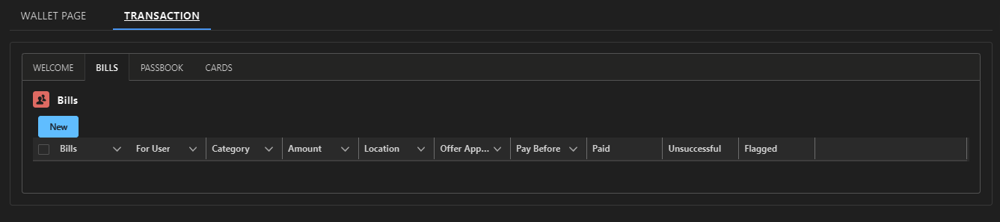 WALLET PAGE TRANSACTION
WELCOME BILLS PASSBOOK CARDS
Bills
New
Bills For User Category Amount Location Offer App... Pay Before Paid Unsuccessful Flagged